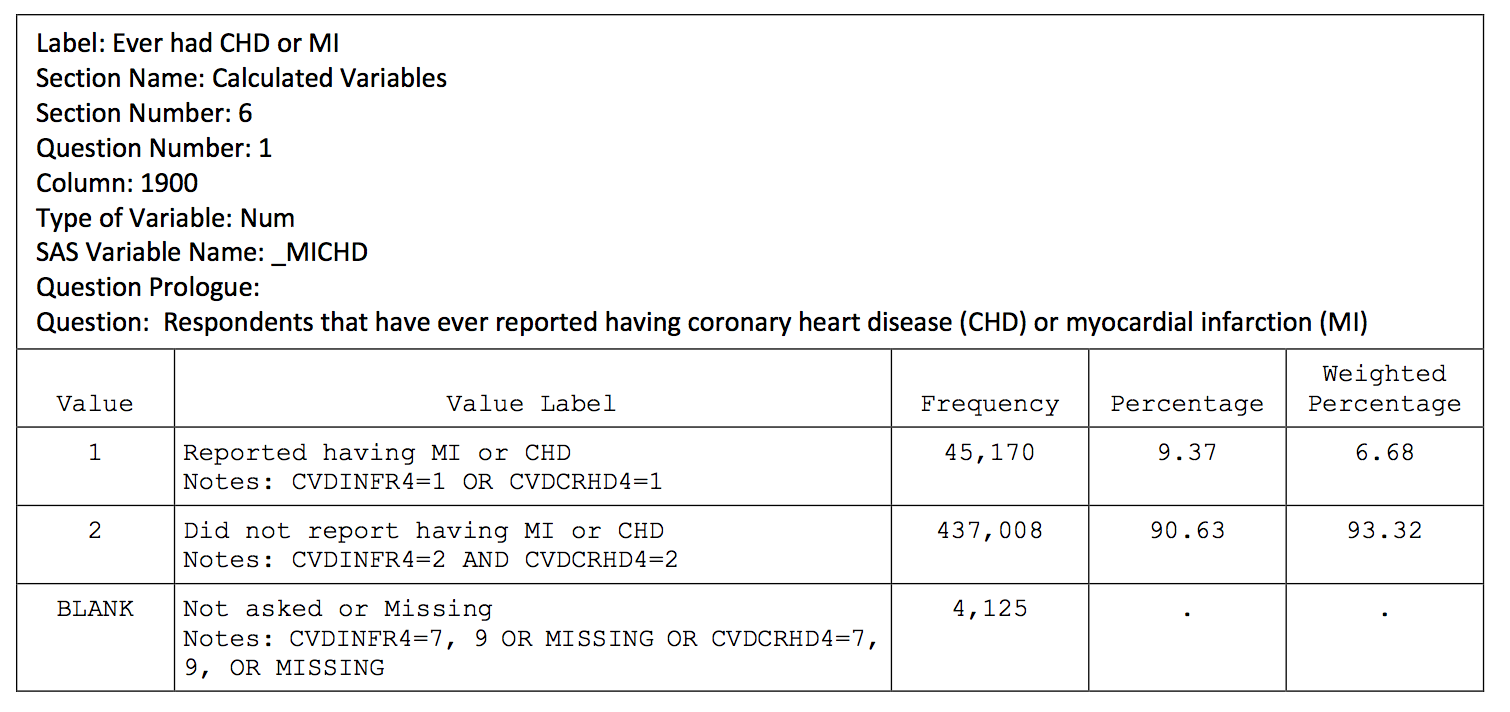 Label: Ever had CHD or MI
Section Name: Calculated Variables
Section Number: 6
Question Number: 1
Column: 1900
Type of Variable: Num
SAS Variable Name: _MICHD
Question Prologue:
Question:  Respondents that have ever reported having coronary heart disease (CHD) or myocardial infarction (MI)
Value Value Label Frequency Percentage Weighted Percentage
1 Reported having MI or CHD 45,170 9.37 6.68
Notes: CVDINFR4=1 OR CVDCRHD4=1
2 Did not report having MI or CHD 437,008 90.63 93.32
Notes: CVDINFR4=2 AND CVDCRHD4=2
BLANK Not asked or Missing 4,125 . .
Notes: CVDINFR4=7, 9 OR MISSING OR CVDCRHD4=7,
9, OR MISSING